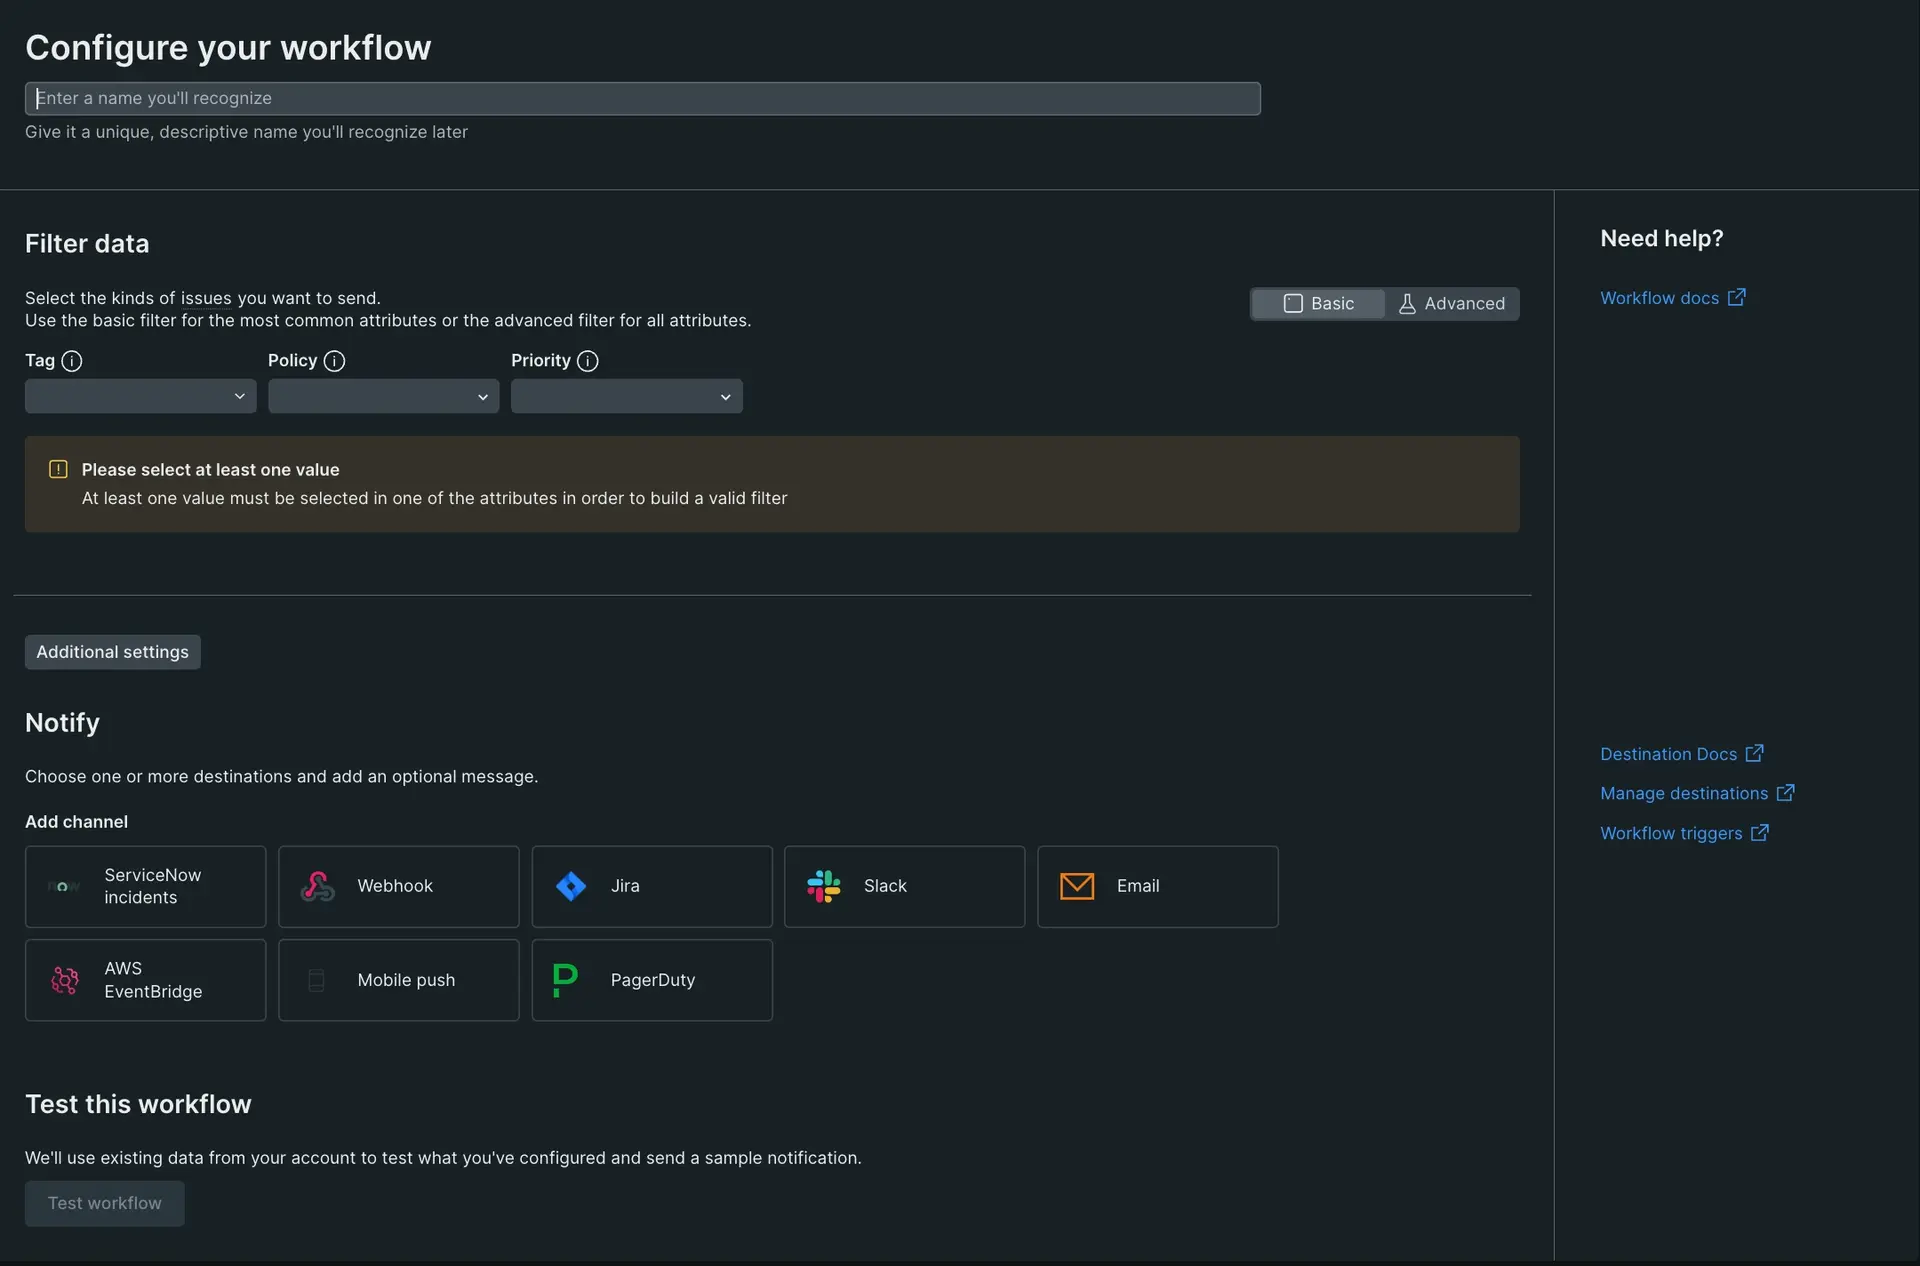 Configure your workflow
Enter a name you'll recognize
Give it a unique, descriptive name you'll recognize later
Filter data
Select the kinds of issues you want to send.
Use the basic filter for the most common attributes or the advanced filter for all attributes.
Basic
Advanced
Tag
Policy
Priority
Please select at least one value
At least one value must be selected in one of the attributes in order to build a valid filter
Additional settings
Notify
Choose one or more destinations and add an optional message.
Add channel
now
ServiceNow
incidents
Webhook
Jira
Slack
Email
AWS
EventBridge
Mobile push
PagerDuty
Test this workflow
We'll use existing data from your account to test what you've configured and send a sample notification.
Test workflow
Need help?
Workflow docs
Destination Docs
Manage destinations
Workflow triggers